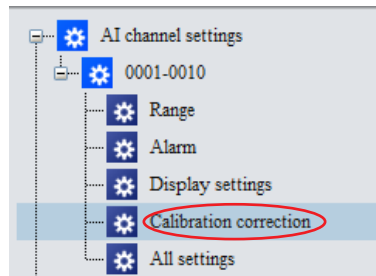 AI channel settings
0001-0010
Range
Alarm
Display settings
Calibration correction
All settings